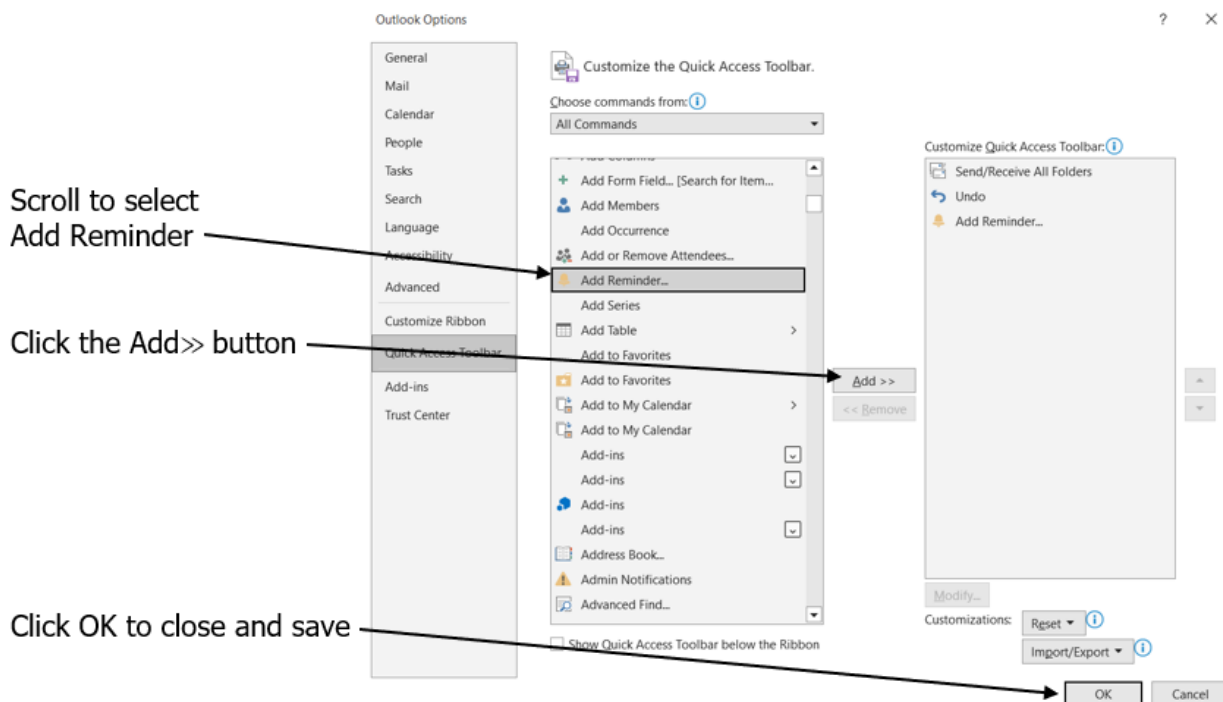 Outlook Options
?
×
General
Mail
Calendar
People
Tasks
Search
Language
Accessibility
Advanced
Customize Ribbon
Quick Access Toolbar
Add-ins
Trust Center
Scroll to select
Add Reminder
Click the Add>> button
Click OK to close and save
Customize the Quick Access Toolbar.
Choose commands from:
All Commands
Add Columns
Add Form Field... [Search for Item...
Add Members
Add Occurrence
Add or Remove Attendees...
Add Reminder...
Add Series
Add Table
Add to Favorites
Add to Favorites
Add to My Calendar
Add to My Calendar
Add-ins
Add-ins
Add-ins
Add-ins
Address Book...
Admin Notifications
Advanced Find...
Show Quick Access Toolbar below the Ribbon
Add >>
<< Remove
Customize Quick Access Toolbar:
Send/Receive All Folders
Undo
Add Reminder...
Modify...
Customizations:
Reset
Import/Export
OK
Cancel